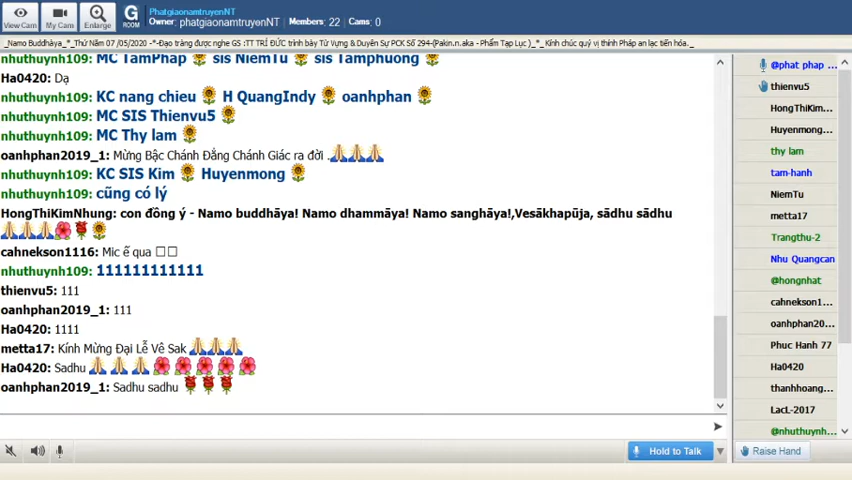 PhatgiaonamtruyenNT
Owner: phatgiaonamtruyenNT Members: 22 Cams: 0
View Cam
My Cam
Enlarge
G ROOM
_Namo Buddhàya_*_Thứ Năm 07 /05/2020 -*-Đạo tràng được nghe GS :TT TRÍ ĐỨC trình bày Từ Vựng & Duyên Sự PCK Số 294-(Pakin.n.aka - Phẩm Tạp Lục )_*_ Kính chúc quý vị thính Pháp an lạc tiến hóa._
nhuthuynh109: MC TamPhap sis NiemTu sis Tamphuong
Ha0420: Dạ
nhuthuynh109: KC nang chieu H QuangIndy oanhphan
nhuthuynh109: MC SIS Thienvu5
nhuthuynh109: MC Thy lam
oanhphan2019_1: Mừng Bậc Chánh Đẳng Chánh Giác ra đời .
nhuthuynh109: KC SIS Kim Huyenmong
nhuthuynh109: cũng có lý
HongThiKimNhung: con đồng ý - Namo buddhāya! Namo dhammāya! Namo sanghāya!,Vesākhapūja, sādhu sādhu
cahnekson1116: Mic ế qua
nhuthuynh109: 111111111111
thienvu5: 111
oanhphan2019_1: 111
Ha0420: 1111
metta17: Kính Mừng Đại Lễ Vê Sak
Ha0420: Sadhu
oanhphan2019_1: Sadhu sadhu
@phat phap ...
thienvu5
HongThiKim...
Huyenmong...
thy lam
tam-hanh
NiemTu
metta17
Trangthu-2
Nhu Quangcan
@hongnhat
cahnekson1...
oanhphan20...
Phuc Hanh 77
Ha0420
thanhhoang...
LacL-2017
@nhuthuynh...
Hold to Talk
Raise Hand